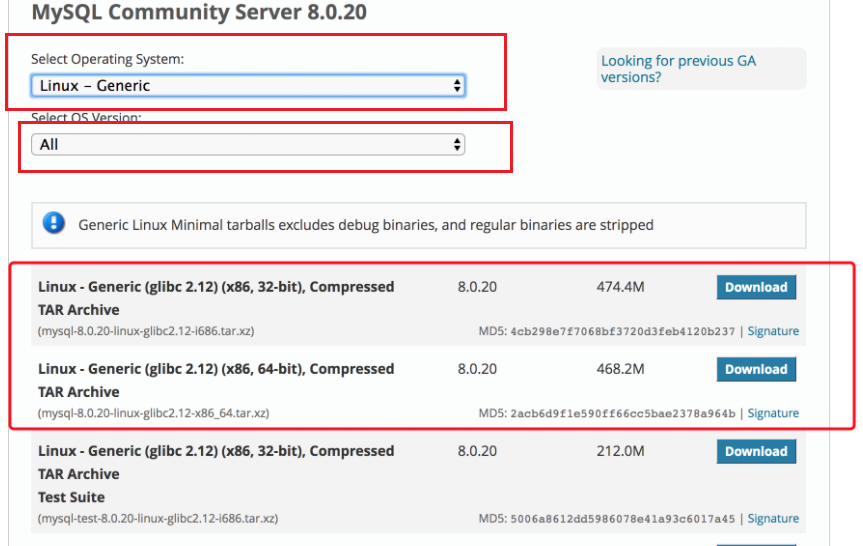 MySQL Community Server 8.0.20
Select Operating System:
Looking for previous GA
versions?
Linux – Generic
Select OS Version:
All
Generic Linux Minimal tarballs excludes debug binaries, and regular binaries are stripped
Linux - Generic (glibc 2.12) (x86, 32-bit), Compressed 8.0.20 474.4M Download
TAR Archive
(mysql-8.0.20-linux-glibc2.12-i686.tar.xz) MD5: 4cb298e7f7068bf3720d3feb4120b237 | Signature
Linux - Generic (glibc 2.12) (x86, 64-bit), Compressed 8.0.20 468.2M Download
TAR Archive
(mysql-8.0.20-linux-glibc2.12-x86_64.tar.xz) MD5: 2acb6d9f1e590ff66cc5bae2378a964b | Signature
Linux - Generic (glibc 2.12) (x86, 32-bit), Compressed 8.0.20 212.0M Download
TAR Archive
Test Suite
(mysql-test-8.0.20-linux-glibc2.12-i686.tar.xz) MD5: 5006a8612dd5986078e41a93c6017a45 | Signature